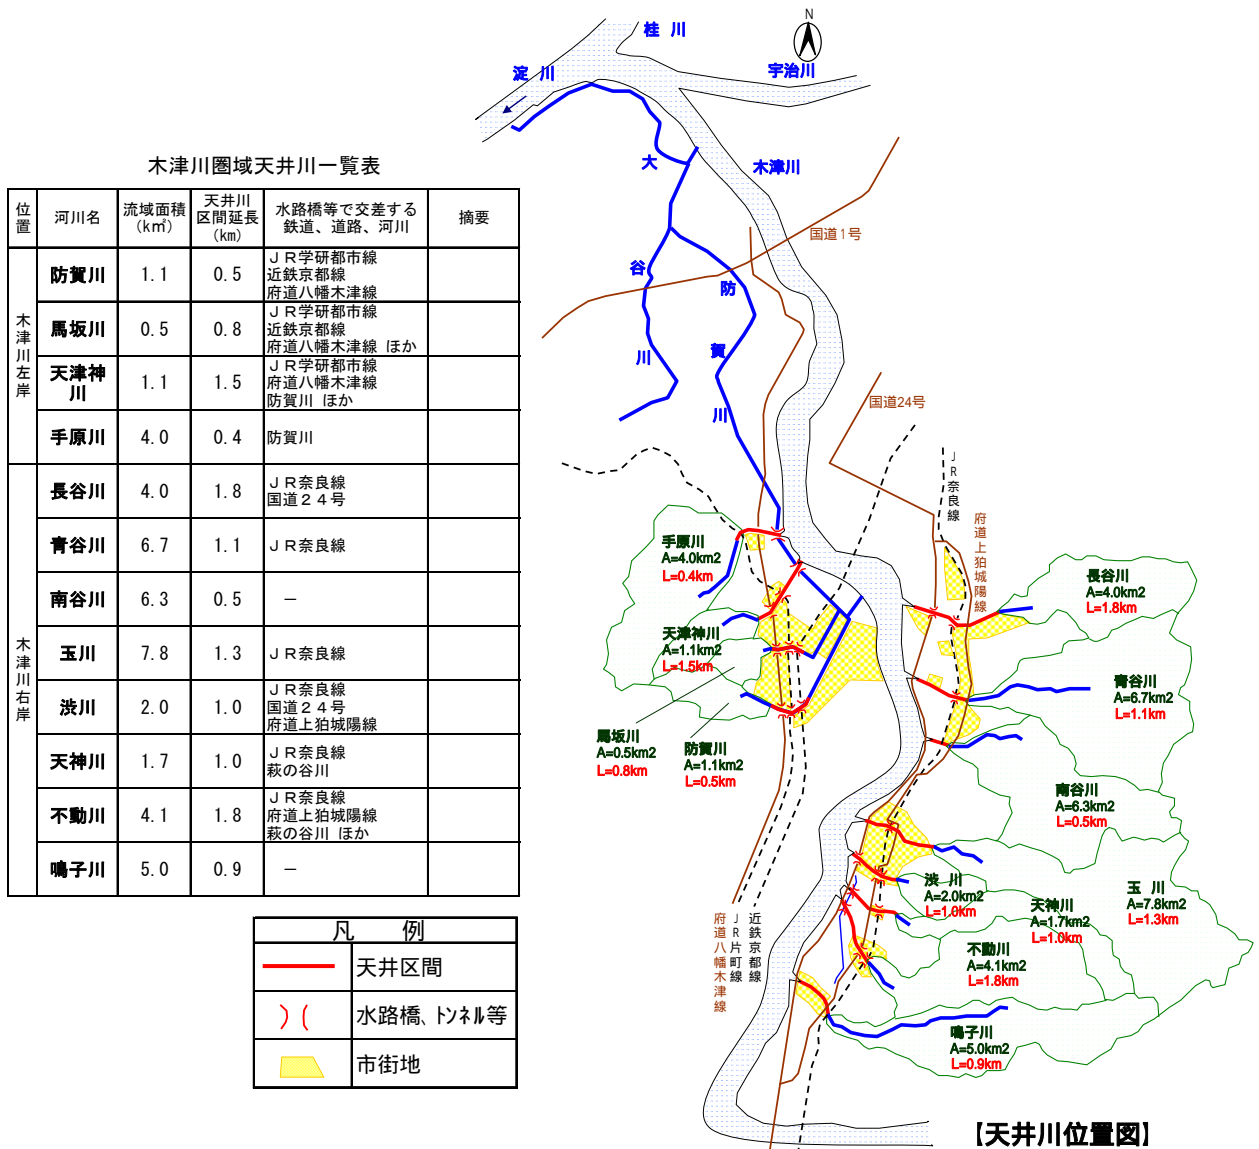 木津川圏域天井川一覧表
位置 河川名 流域面積(k㎡) 天井川区間延長(km) 水路橋等で交差する鉄道、道路、河川 摘要
木津川左岸
防賀川 1.1 0.5 ＪＲ学研都市線
近鉄京都線
府道八幡木津線
馬坂川 0.5 0.8 ＪＲ学研都市線
近鉄京都線
府道八幡木津線 ほか
天津神川 1.1 1.5 ＪＲ学研都市線
府道八幡木津線
防賀川 ほか
手原川 4.0 0.4 防賀川
木津川右岸
長谷川 4.0 1.8 ＪＲ奈良線
国道２４号
青谷川 6.7 1.1 ＪＲ奈良線
南谷川 6.3 0.5 －
玉川 7.8 1.3 ＪＲ奈良線
渋川 2.0 1.0 ＪＲ奈良線
国道２４号
府道上狛城陽線
天神川 1.7 1.0 ＪＲ奈良線
萩の谷川
不動川 4.1 1.8 ＪＲ奈良線
府道上狛城陽線
萩の谷川 ほか
鳴子川 5.0 0.9 －
凡 例
天井区間
水路橋、トンネル等
市街地
N
桂 川
淀 川
宇治川
木津川
大谷川
国道1号
防賀川
国道24号
ＪＲ奈良線
府道上狛城陽線
手原川
A=4.0km2
L=0.4km
天津神川
A=1.1km2
L=1.5km
馬坂川
A=0.5km2
L=0.8km
防賀川
A=1.1km2
L=0.5km
長谷川
A=4.0km2
L=1.8km
青谷川
A=6.7km2
L=1.1km
南谷川
A=6.3km2
L=0.5km
渋 川
A=2.0km2
L=1.0km
天神川
A=1.7km2
L=1.0km
玉 川
A=7.8km2
L=1.3km
不動川
A=4.1km2
L=1.8km
鳴子川
A=5.0km2
L=0.9km
府道八幡木津線
ＪＲ片町線
近鉄京都線
【天井川位置図】